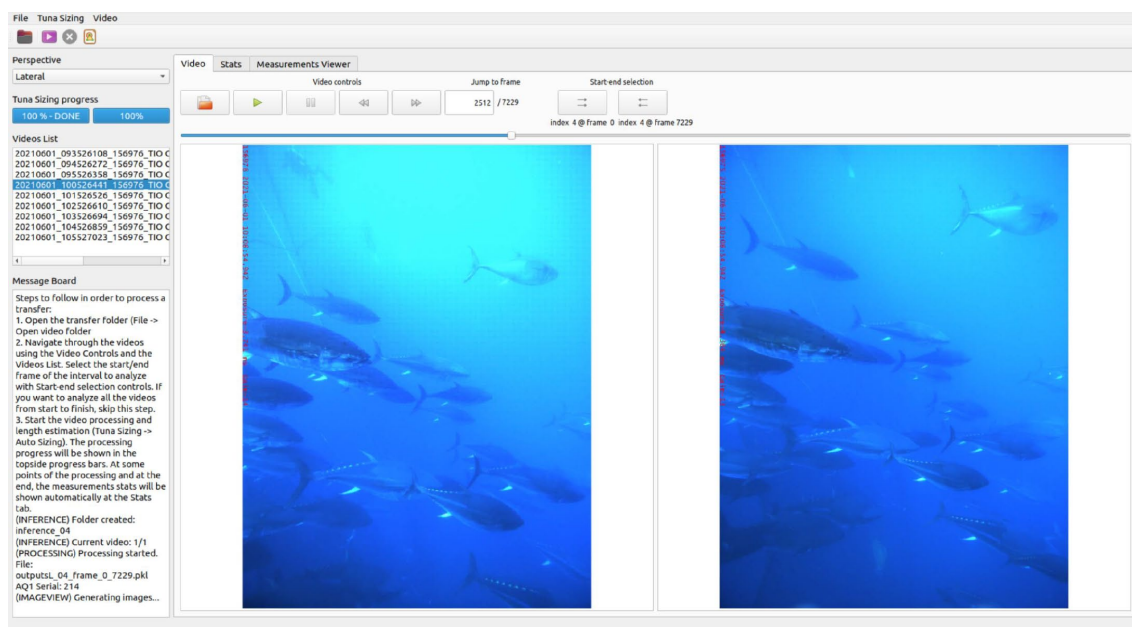 File Tuna Sizing Video
Perspective
Lateral
Tuna Sizing progress
100 % - DONE 100%
Videos List
20210601_093526108_156976_TIO C
20210601_094526272_156976_TIO C
20210601_095526358_156976_TIO C
20210601_100526441_156976_TIO C
20210601_101526526_156976_TIO C
20210601_102526610_156976_TIO C
20210601_103526694_156976_TIO C
20210601_104526859_156976_TIO C
20210601_105527023_156976_TIO C
Message Board
Steps to follow in order to process a
transfer:
1. Open the transfer folder (File ->
Open video folder
2. Navigate through the videos
using the Video Controls and the
Videos List. Select the start/end
frame of the interval to analyze
with Start-end selection controls. If
you want to analyze all the videos
from start to finish, skip this step.
3. Start the video processing and
length estimation (Tuna Sizing ->
Auto Sizing). The processing
progress will be shown in the
topside progress bars. At some
points of the processing and at the
end, the measurements stats will be
shown automatically at the Stats
tab.
(INFERENCE) Folder created:
inference_04
(INFERENCE) Current video: 1/1
(PROCESSING) Processing started.
File:
outputsL_04_frame_0_7229.pkl
AQ1 Serial: 214
(IMAGEVIEW) Generating images...
Video Stats Measurements Viewer
Video controls Jump to frame Start-end selection
2512 / 7229
index 4 @ frame 0 index 4 @ frame 7229